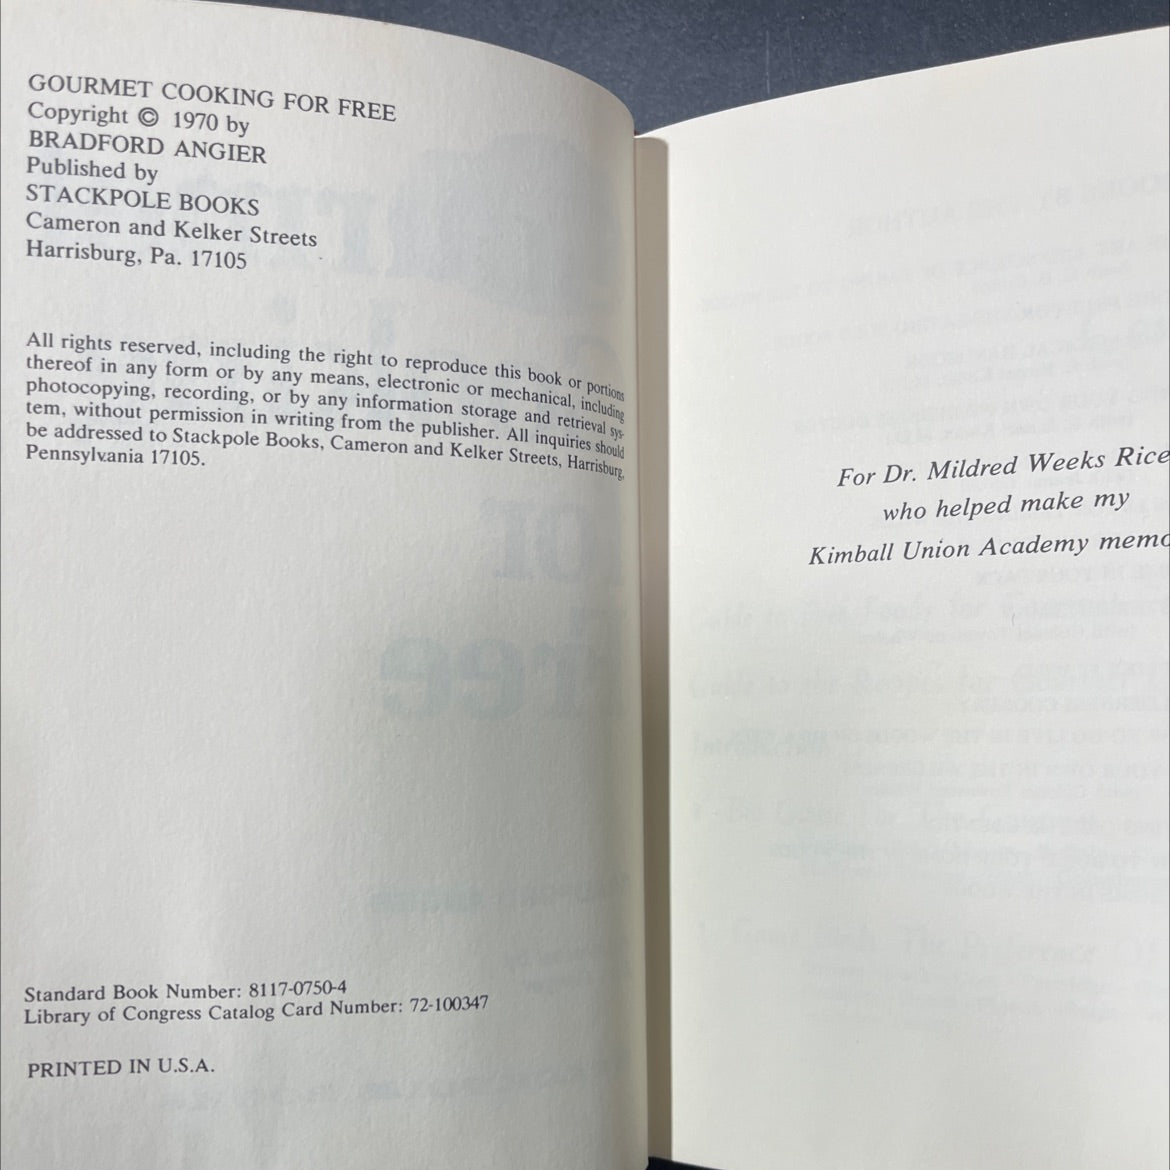 GOURMET COOKING FOR FREE
Copyright © 1970 by
BRADFORD ANGIER
Published by
STACKPOLE BOOKS
Cameron and Kelker Streets
Harrisburg, Pa. 17105
All rights reserved, including the right to reproduce this book or portions
thereof in any form or by any means, electronic or mechanical, including
photocopying, recording, or by any information storage and retrieval sys-
tem, without permission in writing from the publisher. All inquiries should
be addressed to Stackpole Books, Cameron and Kelker Streets, Harrisburg,
Pennsylvania 17105.
Standard Book Number: 8117-0750-4
Library of Congress Catalog Card Number: 72-100347
PRINTED IN U.S.A.
For Dr. Mildred Weeks Rice
who helped make my
Kimball Union Academy memo